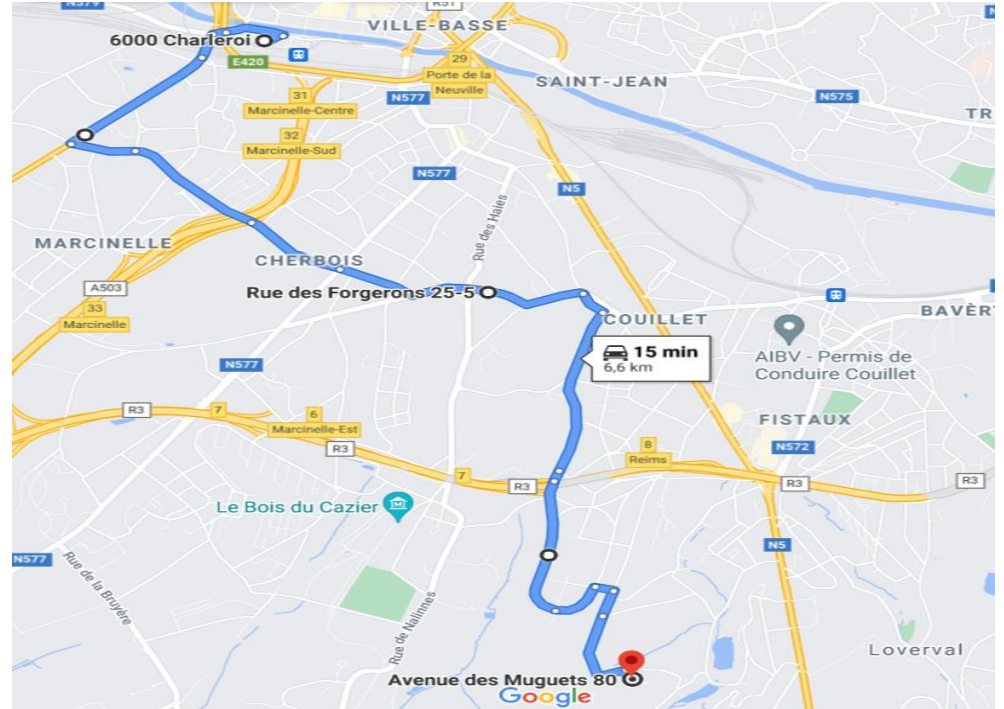 N579
R51
VILLE-BASSE
6000 Charleroi
E420
29
Porte de la
Neuville
SAINT-JEAN
31
Marcinelle-Centre
N577
N575
TR
32
Marcinelle-Sud
N577
N5
Rue des Haies
MARCINELLE
CHERBOIS
A503
Rue des Forgerons 25-5
33
Marcinelle
COUILLET
BAVÈR
15 min
6,6 km
AIBV - Permis de
Conduire Couillet
N577
R3
7
6
Marcinelle-Est
R3
FISTAUX
N572
8
Reims
7
R3
R3
R3
Le Bois du Cazier
N5
N577
Rue de la Bruyère
Rue de Nalinnes
Loverval
Avenue des Muguets 80
Google